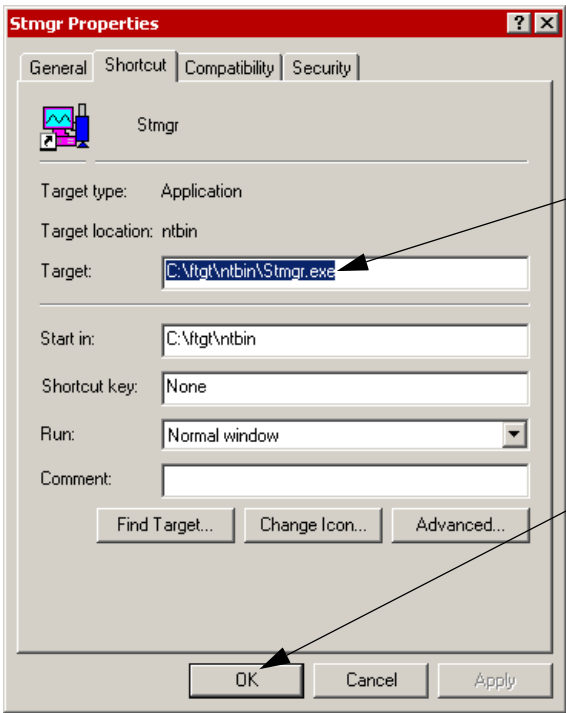 Stmgr Properties
General Shortcut Compatibility Security
Stmgr
Target type: Application
Target location: ntbin
Target: C:\ftgt\ntbin\Stmgr.exe
Start in: C:\ftgt\ntbin
Shortcut key: None
Run: Normal window
Comment:
Find Target... Change Icon... Advanced...
OK Cancel Apply